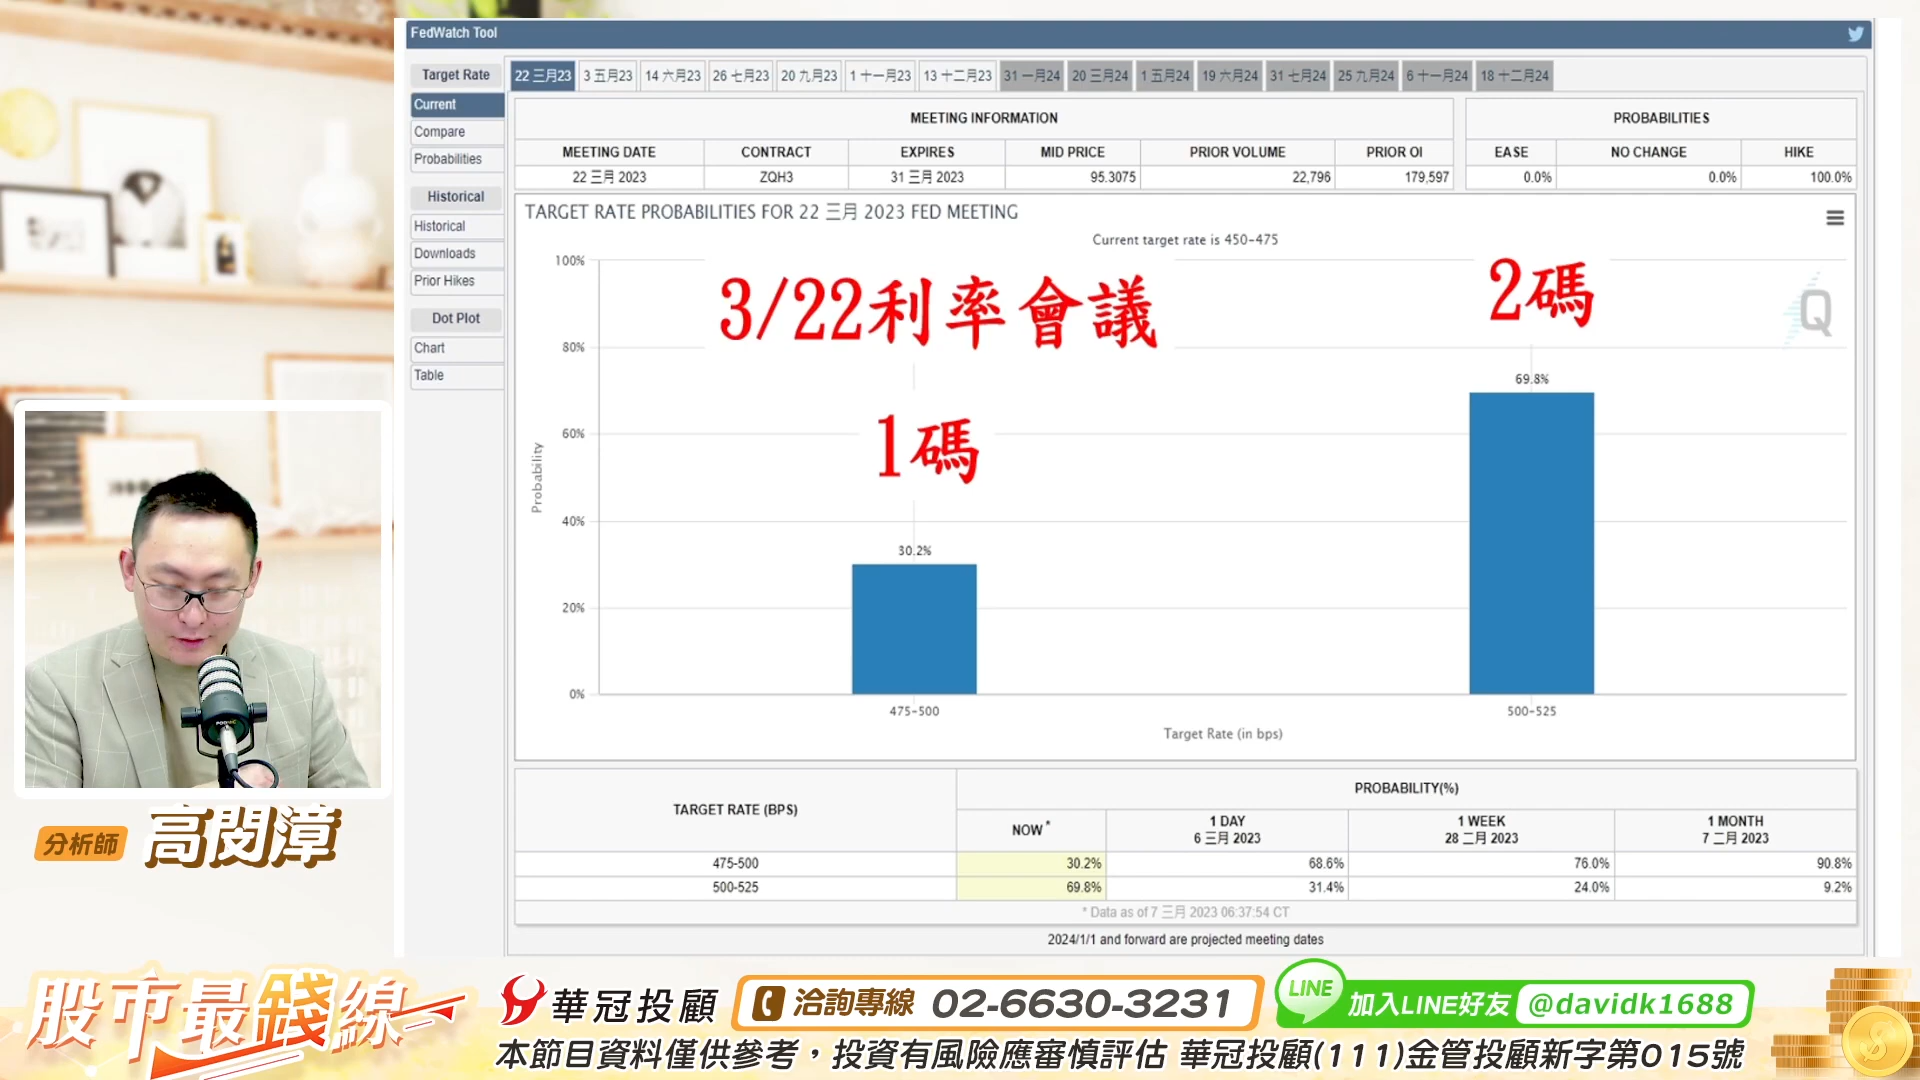 FedWatch Tool
Target Rate
Current
Compare
Probabilities
Historical
Historical
Downloads
Prior Hikes
Dot Plot
Chart
Table
22 三月23 3 五月23 14 六月23 26 七月23 20 九月23 1 十一月23 13 十二月23 31 一月24 20 三月24 1 五月24 19 六月24 31 七月24 25 九月24 6 十一月24 18 十二月24
MEETING INFORMATION
MEETING DATE CONTRACT EXPIRES MID PRICE PRIOR VOLUME PRIOR OI
22 三月 2023 ZQH3 31 三月 2023 95.3075 22,796 179,597
PROBABILITIES
EASE NO CHANGE HIKE
0.0% 0.0% 100.0%
TARGET RATE PROBABILITIES FOR 22 三月 2023 FED MEETING
Current target rate is 450-475
3/22利率會議
2碼
1碼
Q
Probability
100%
80%
60%
40%
20%
0%
30.2%
69.8%
475-500
500-525
Target Rate (in bps)
TARGET RATE (BPS)
PROBABILITY(%)
NOW * 1 DAY 6 三月 2023 1 WEEK 28 二月 2023 1 MONTH 7 二月 2023
475-500 30.2% 68.6% 76.0% 90.8%
500-525 69.8% 31.4% 24.0% 9.2%
* Data as of 7 三月 2023 06:37:54 CT
2024/1/1 and forward are projected meeting dates
分析師 高閔漳
股市最錢線
華冠投顧 洽詢專線 02-6630-3231
LINE 加入LINE好友 @davidk1688
本節目資料僅供參考，投資有風險應審慎評估 華冠投顧(111)金管投顧新字第015號